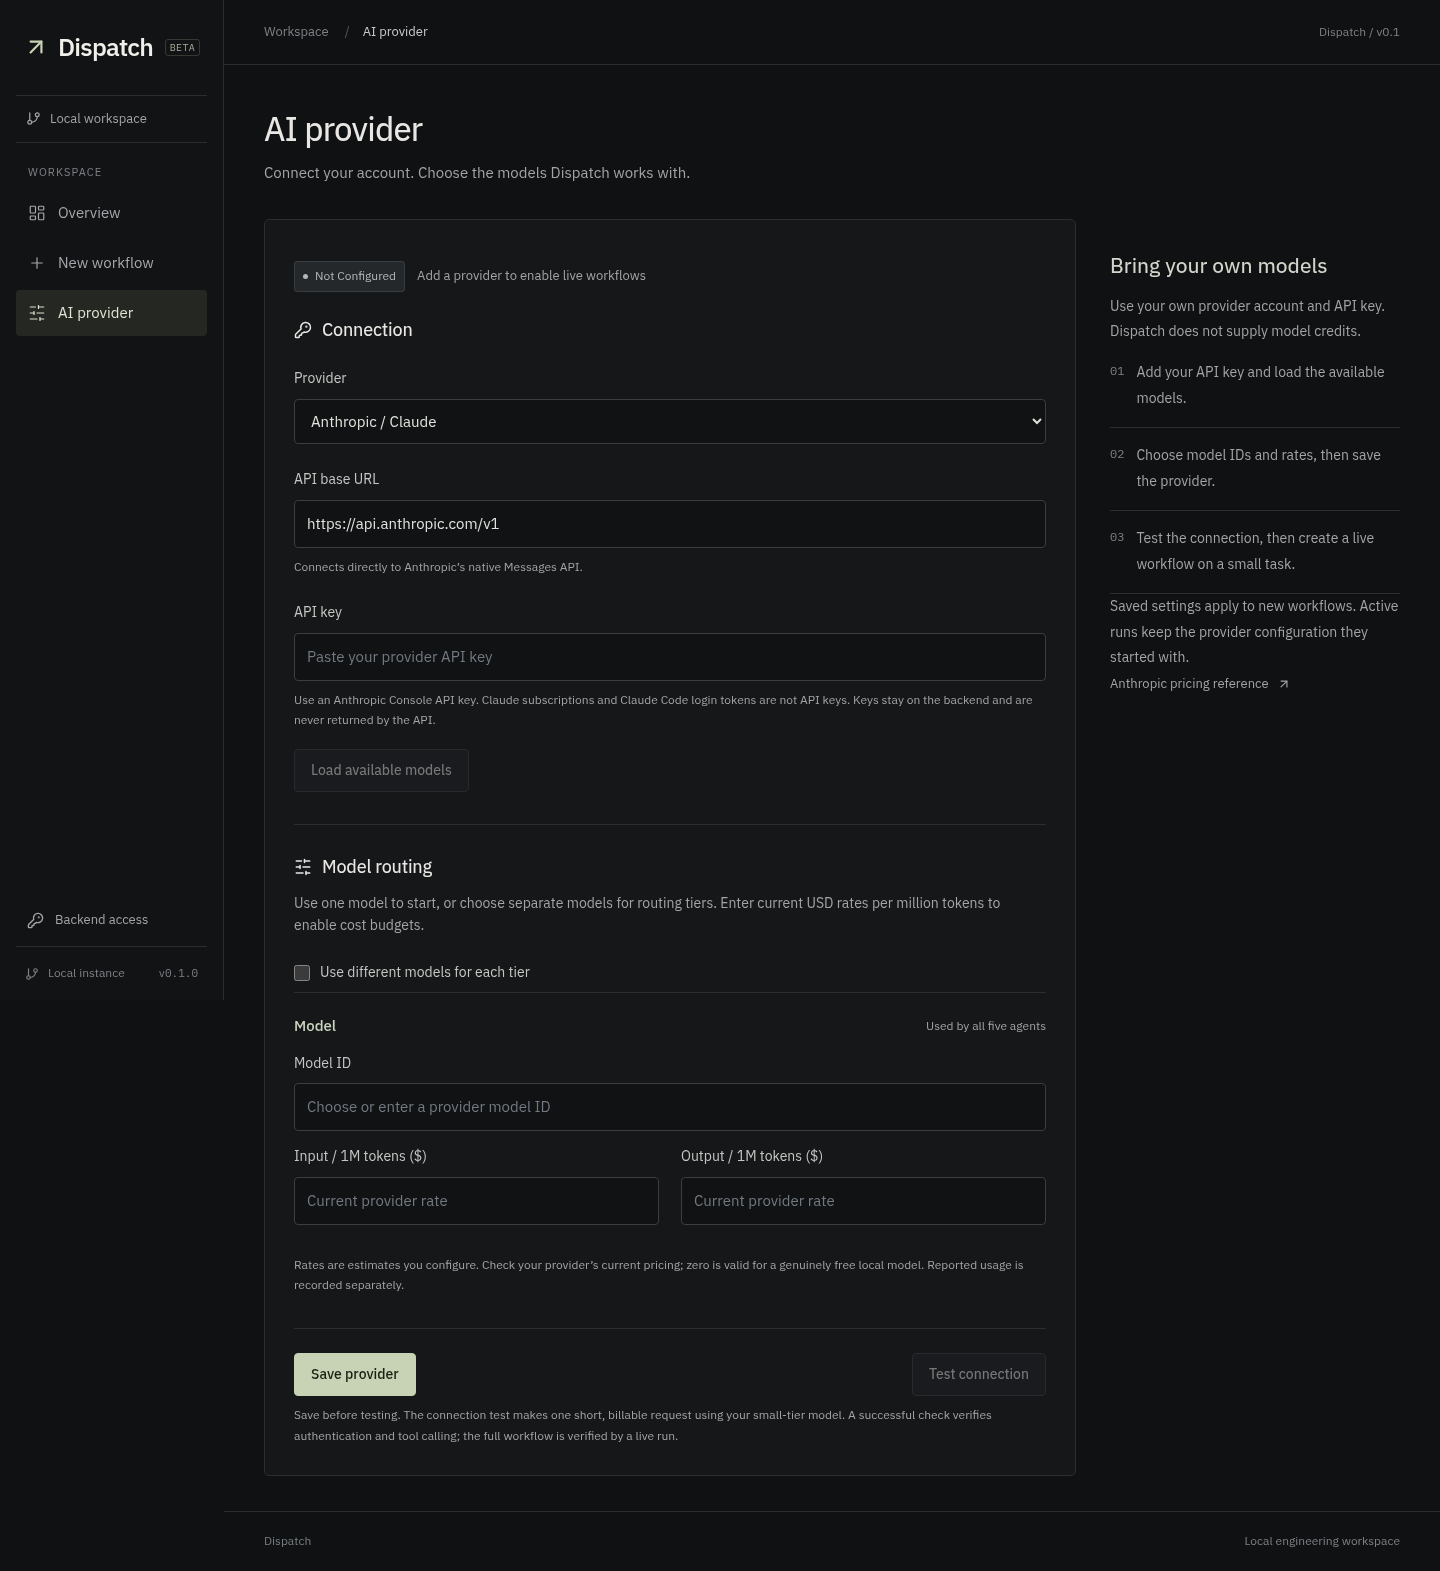 Dispatch BETA
Local workspace
WORKSPACE
Overview
New workflow
AI provider
Backend access
Local instance v0.1.0
Workspace / AI provider
Dispatch / v0.1
AI provider
Connect your account. Choose the models Dispatch works with.
Not Configured Add a provider to enable live workflows
Connection
Provider
Anthropic / Claude
API base URL
https://api.anthropic.com/v1
Connects directly to Anthropic’s native Messages API.
API key
Paste your provider API key
Use an Anthropic Console API key. Claude subscriptions and Claude Code login tokens are not API keys. Keys stay on the backend and are
never returned by the API.
Load available models
Model routing
Use one model to start, or choose separate models for routing tiers. Enter current USD rates per million tokens to
enable cost budgets.
Use different models for each tier
Model Used by all five agents
Model ID
Choose or enter a provider model ID
Input / 1M tokens ($) Output / 1M tokens ($)
Current provider rate Current provider rate
Rates are estimates you configure. Check your provider’s current pricing; zero is valid for a genuinely free local model. Reported usage is
recorded separately.
Save provider Test connection
Save before testing. The connection test makes one short, billable request using your small-tier model. A successful check verifies
authentication and tool calling; the full workflow is verified by a live run.
Bring your own models
Use your own provider account and API key.
Dispatch does not supply model credits.
01 Add your API key and load the available
models.
02 Choose model IDs and rates, then save
the provider.
03 Test the connection, then create a live
workflow on a small task.
Saved settings apply to new workflows. Active
runs keep the provider configuration they
started with.
Anthropic pricing reference
Dispatch Local engineering workspace